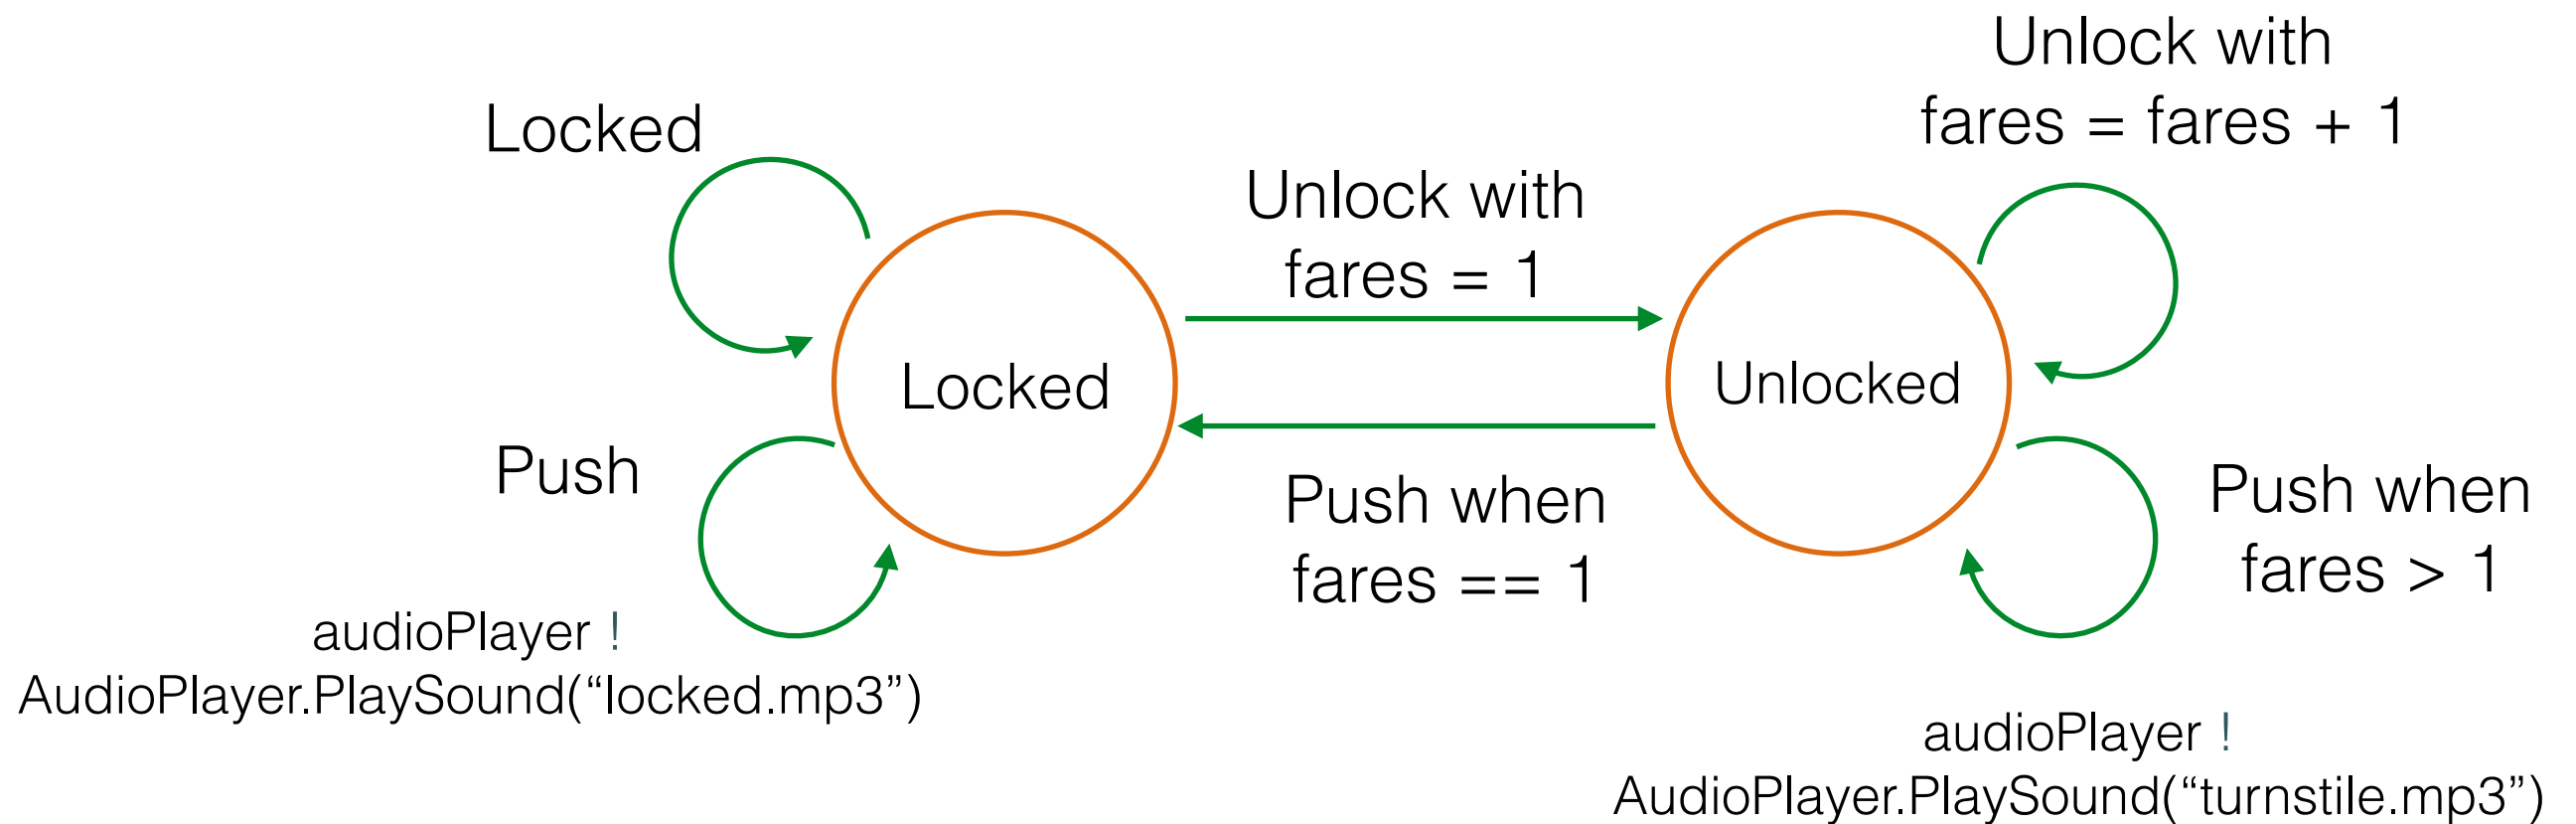 Unlock with
fares = fares + 1
Locked
Unlock with
fares = 1
Locked
Unlocked
Push
Push when
fares == 1
Push when
fares > 1
audioPlayer !
AudioPlayer.PlaySound(“locked.mp3”)
audioPlayer !
AudioPlayer.PlaySound(“turnstile.mp3”)